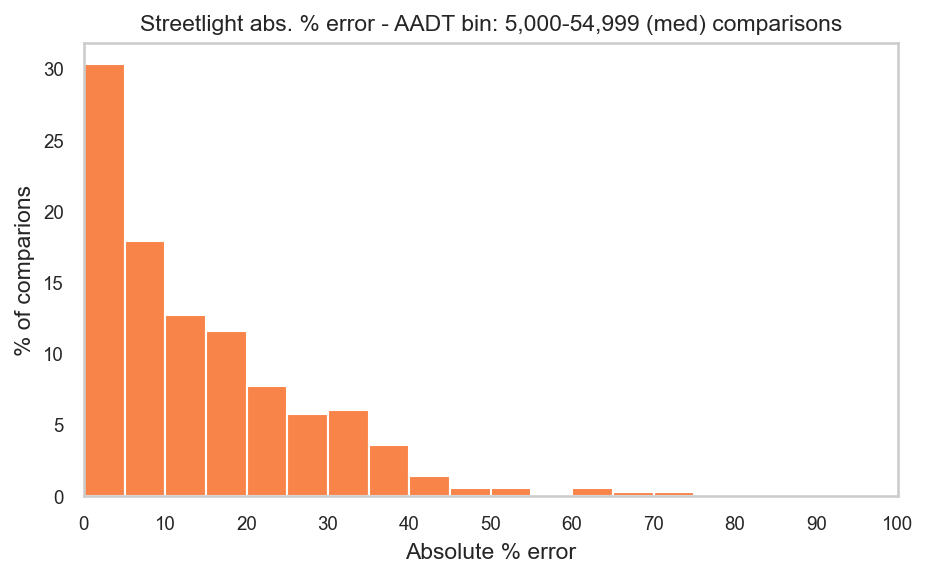 Streetlight abs. % error - AADT bin: 5,000-54,999 (med) comparisons
30
25
20
15
10
5
0
% of comparions
0 10 20 30 40 50 60 70 80 90 100
Absolute % error